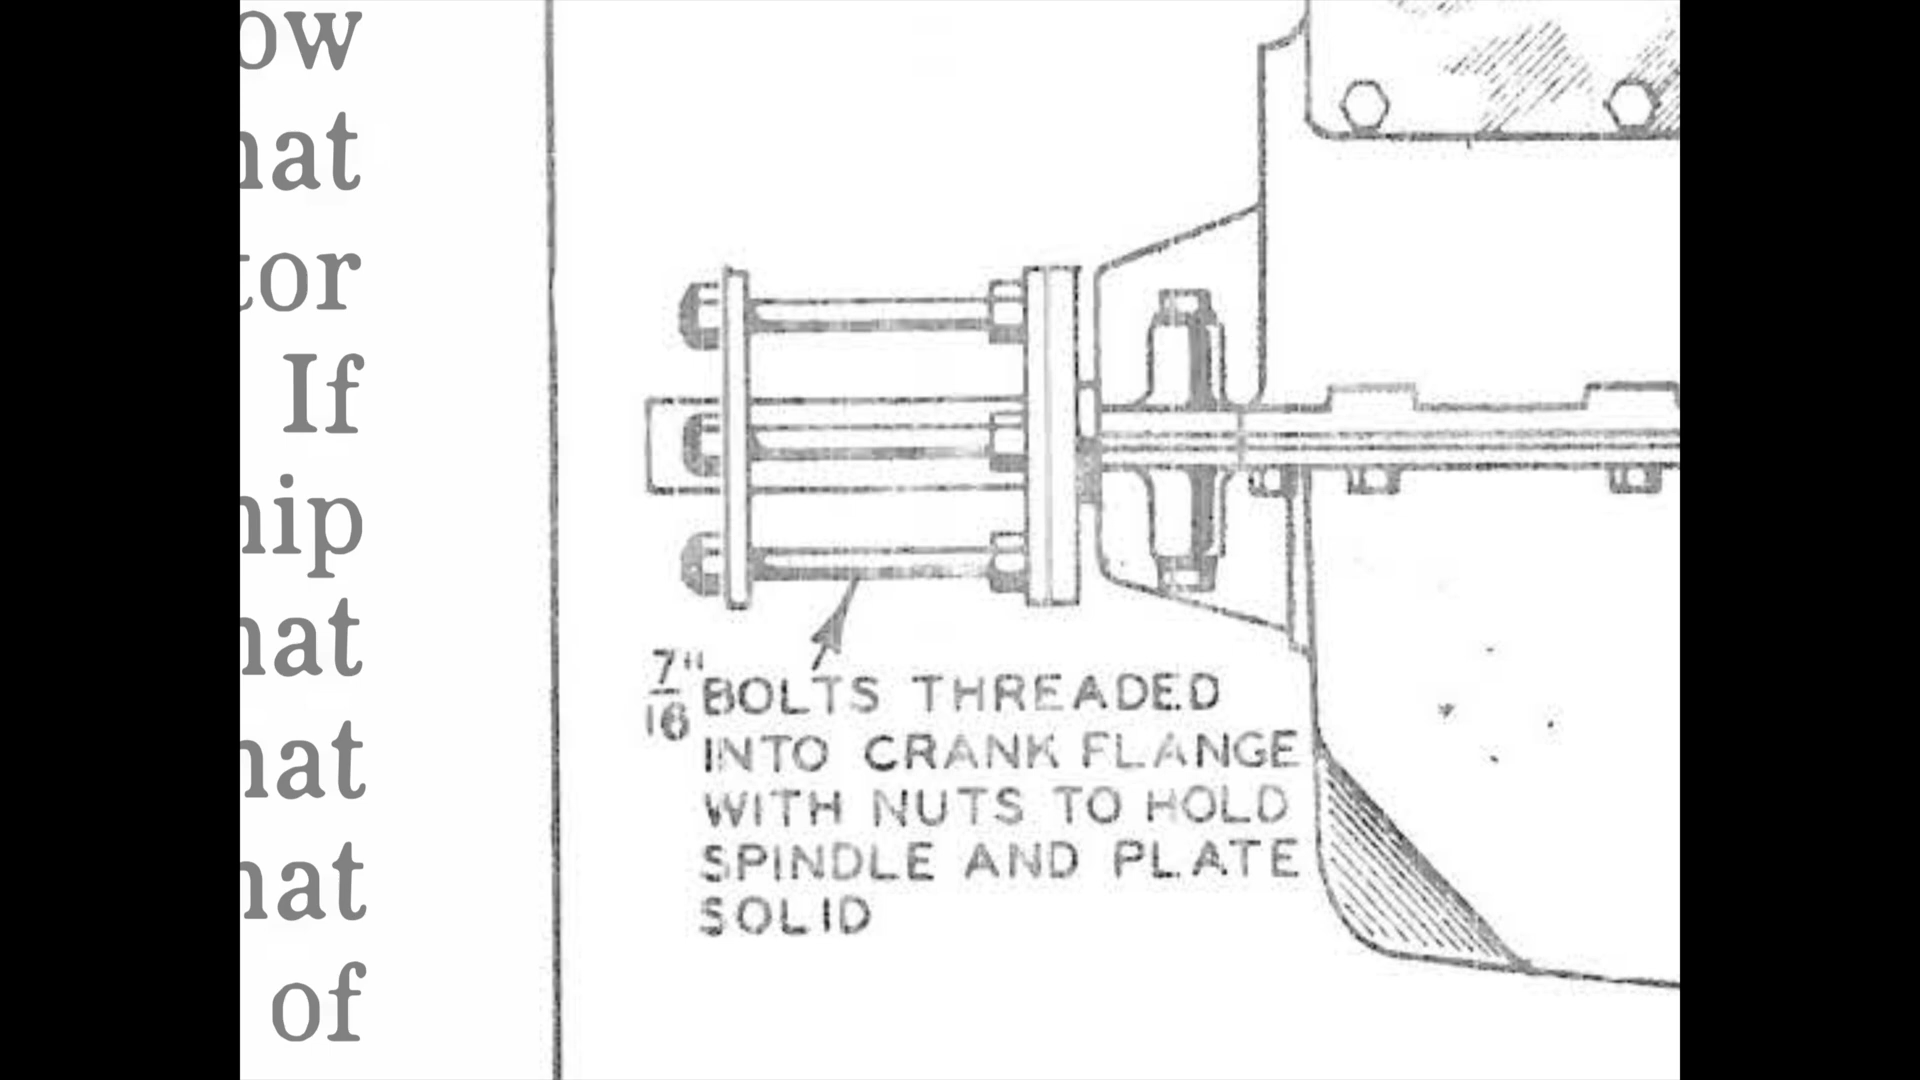 ow
hat
tor
If
hip
hat
hat
hat
of
7"
16
BOLTS THREADED
INTO CRANK FLANGE
WITH NUTS TO HOLD
SPINDLE AND PLATE
SOLID